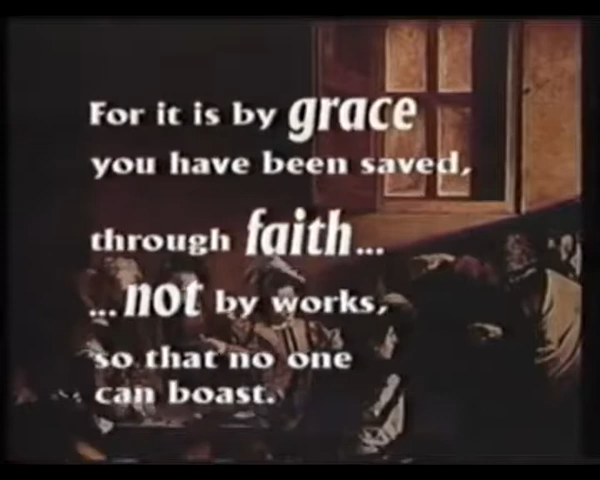 For it is by grace
you have been saved,
through faith...
...not by works,
so that no one
can boast.